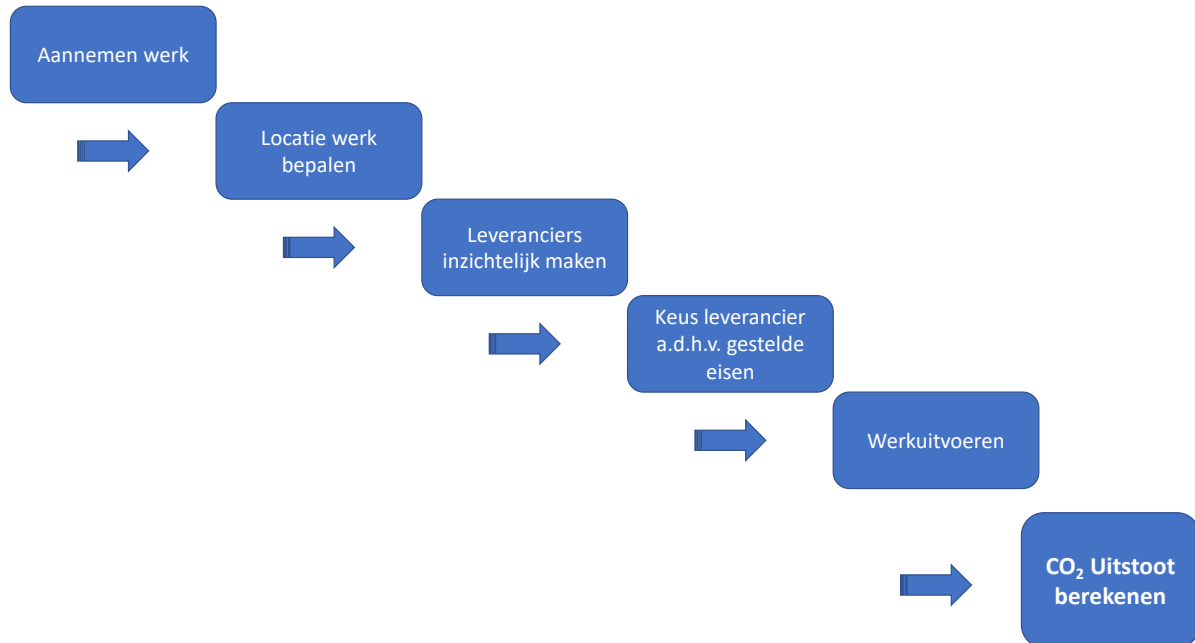 Aannemen werk
Locatie werk
bepalen
Leveranciers
inzichtelijk maken
Keus leverancier
a.d.h.v. gestelde
eisen
Werkuitvoeren
CO₂ Uitstoot
berekenen